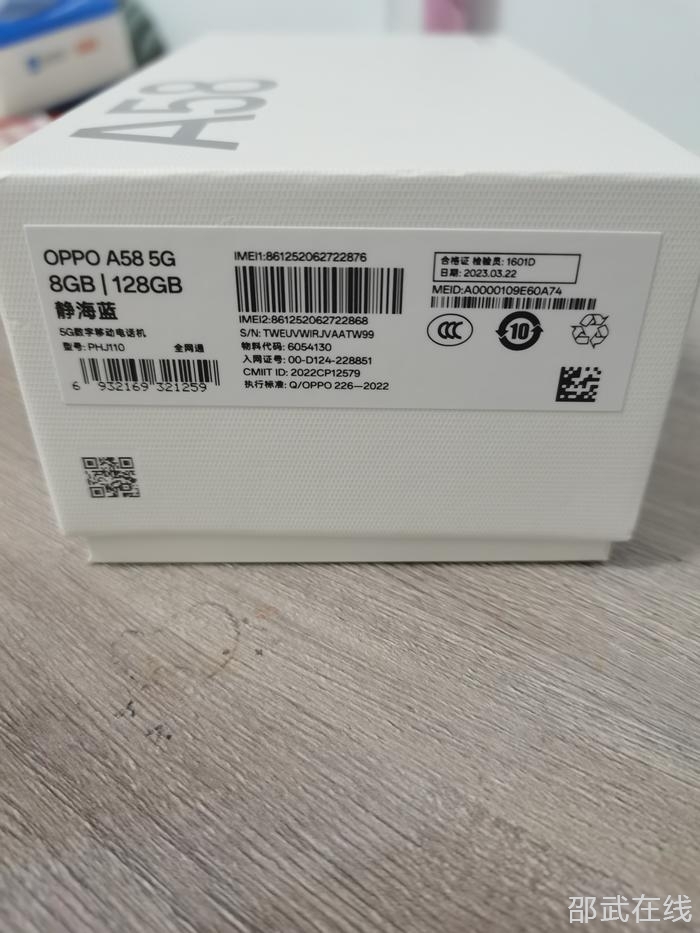 A58
OPPO A58 5G
8GB | 128GB
静海蓝
5G数字移动电话机
型号: PHJ110 全网通
6 932169 321259
IMEI1:861252062722876
IMEI2:861252062722868
S/N: TWEUVWIRJVAATW99
物料代码: 6054130
入网证号: 00-D124-228851
CMIIT ID: 2022CP12579
执行标准: Q/OPPO 226—2022
合格证 检验员: 1601D
日期: 2023.03.22
MEID:A0000109E60A74
CCC
10
邵武在线